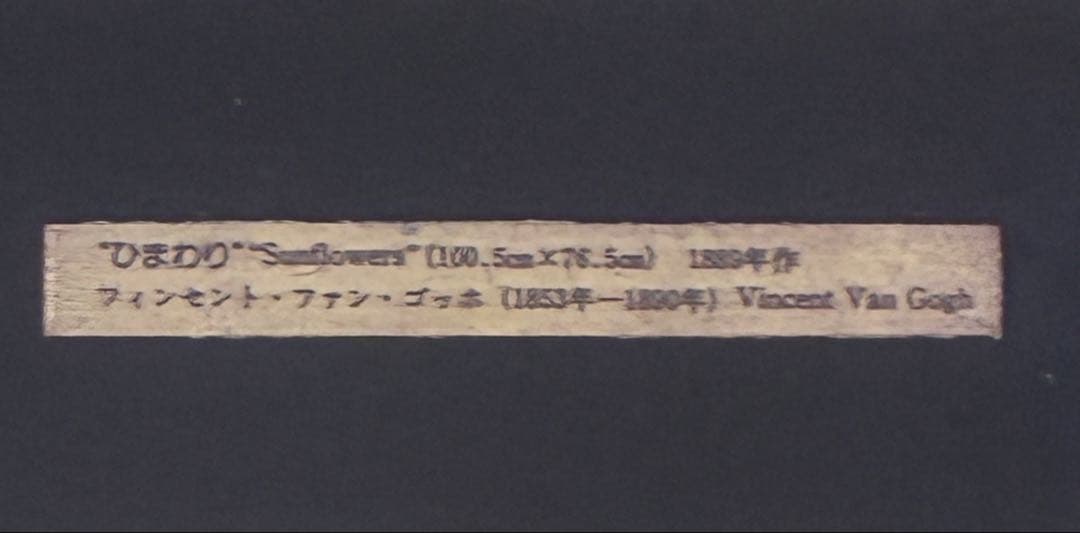 "ひまわり" "Sunflowers" (100.5cm×76.5cm) 1889年作
フィンセント・ファン・ゴッホ (1853年―1890年) Vincent Van Gogh